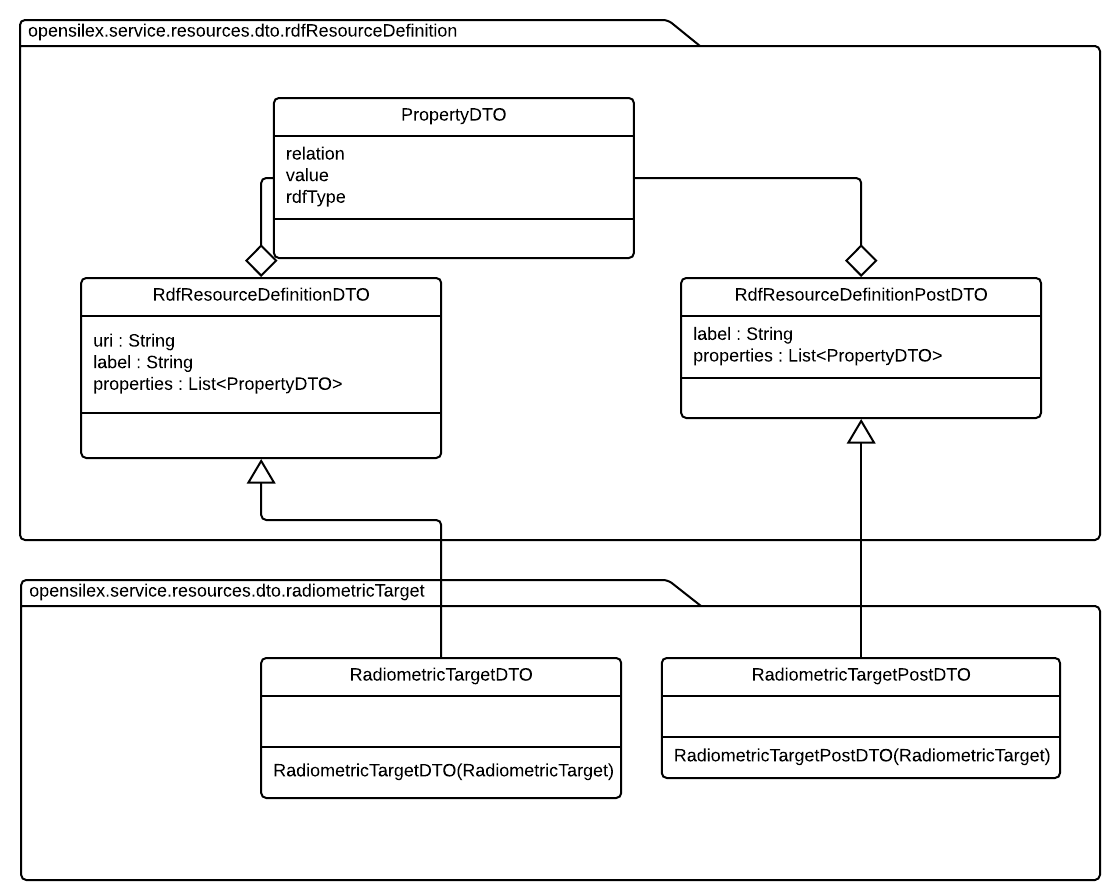 opensilex.service.resources.dto.rdfResourceDefinition
PropertyDTO
relation
value
rdfType
RdfResourceDefinitionDTO
uri : String
label : String
properties : List<PropertyDTO>
RdfResourceDefinitionPostDTO
label : String
properties : List<PropertyDTO>
opensilex.service.resources.dto.radiometricTarget
RadiometricTargetDTO
RadiometricTargetDTO(RadiometricTarget)
RadiometricTargetPostDTO
RadiometricTargetPostDTO(RadiometricTarget)